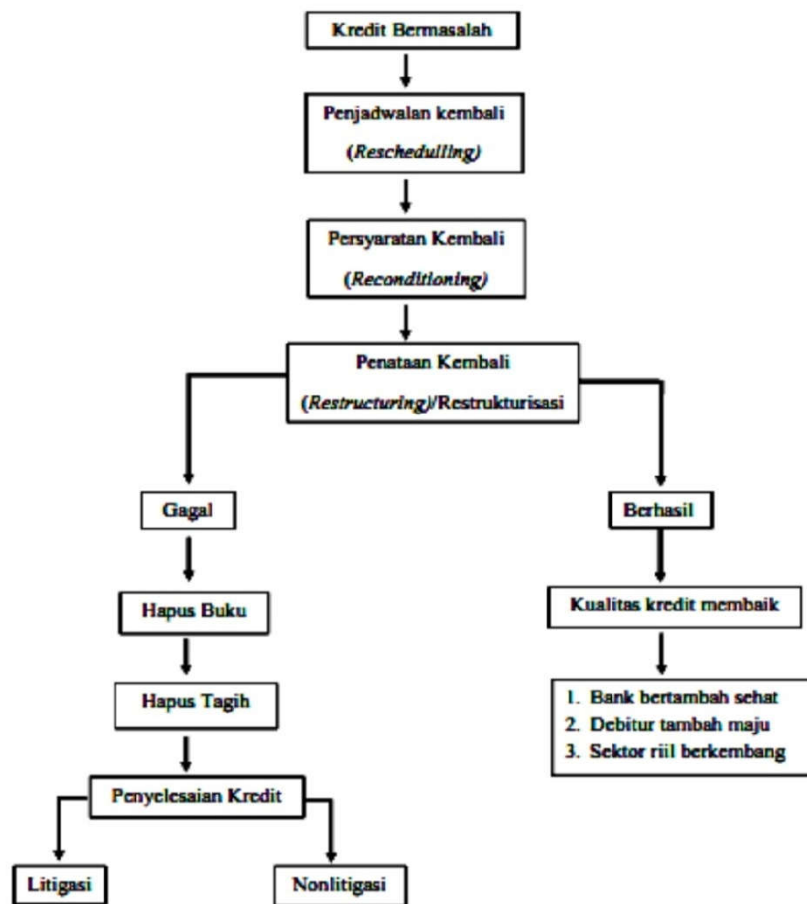 Kredit Bermasalah
Penjadwalan kembali
(Reschedulling)
Persyaratan Kembali
(Reconditioning)
Penataan Kembali
(Restructuring)/Restrukturisasi
Gagal
Berhasil
Hapus Buku
Kualitas kredit membaik
Hapus Tagih
1. Bank bertambah sehat
2. Debitur tambah maju
3. Sektor riil berkembang
Penyelesaian Kredit
Litigasi
Nonlitigasi